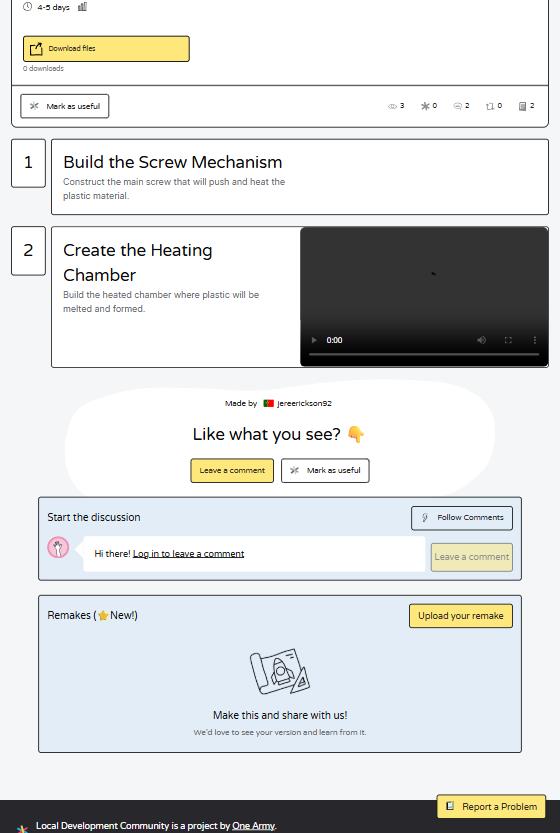 4-5 days
Download files
0 downloads
Mark as useful
3
0
2
0
2
1
Build the Screw Mechanism
Construct the main screw that will push and heat the
plastic material.
2
Create the Heating
Chamber
Build the heated chamber where plastic will be
melted and formed.
0:00
Made by jereerickson92
Like what you see? 👇
Leave a comment
Mark as useful
Start the discussion
Follow Comments
Hi there! Log in to leave a comment
Leave a comment
Remakes (⭐New!)
Upload your remake
Make this and share with us!
We'd love to see your version and learn from it.
Report a Problem
Local Development Community is a project by One Army.